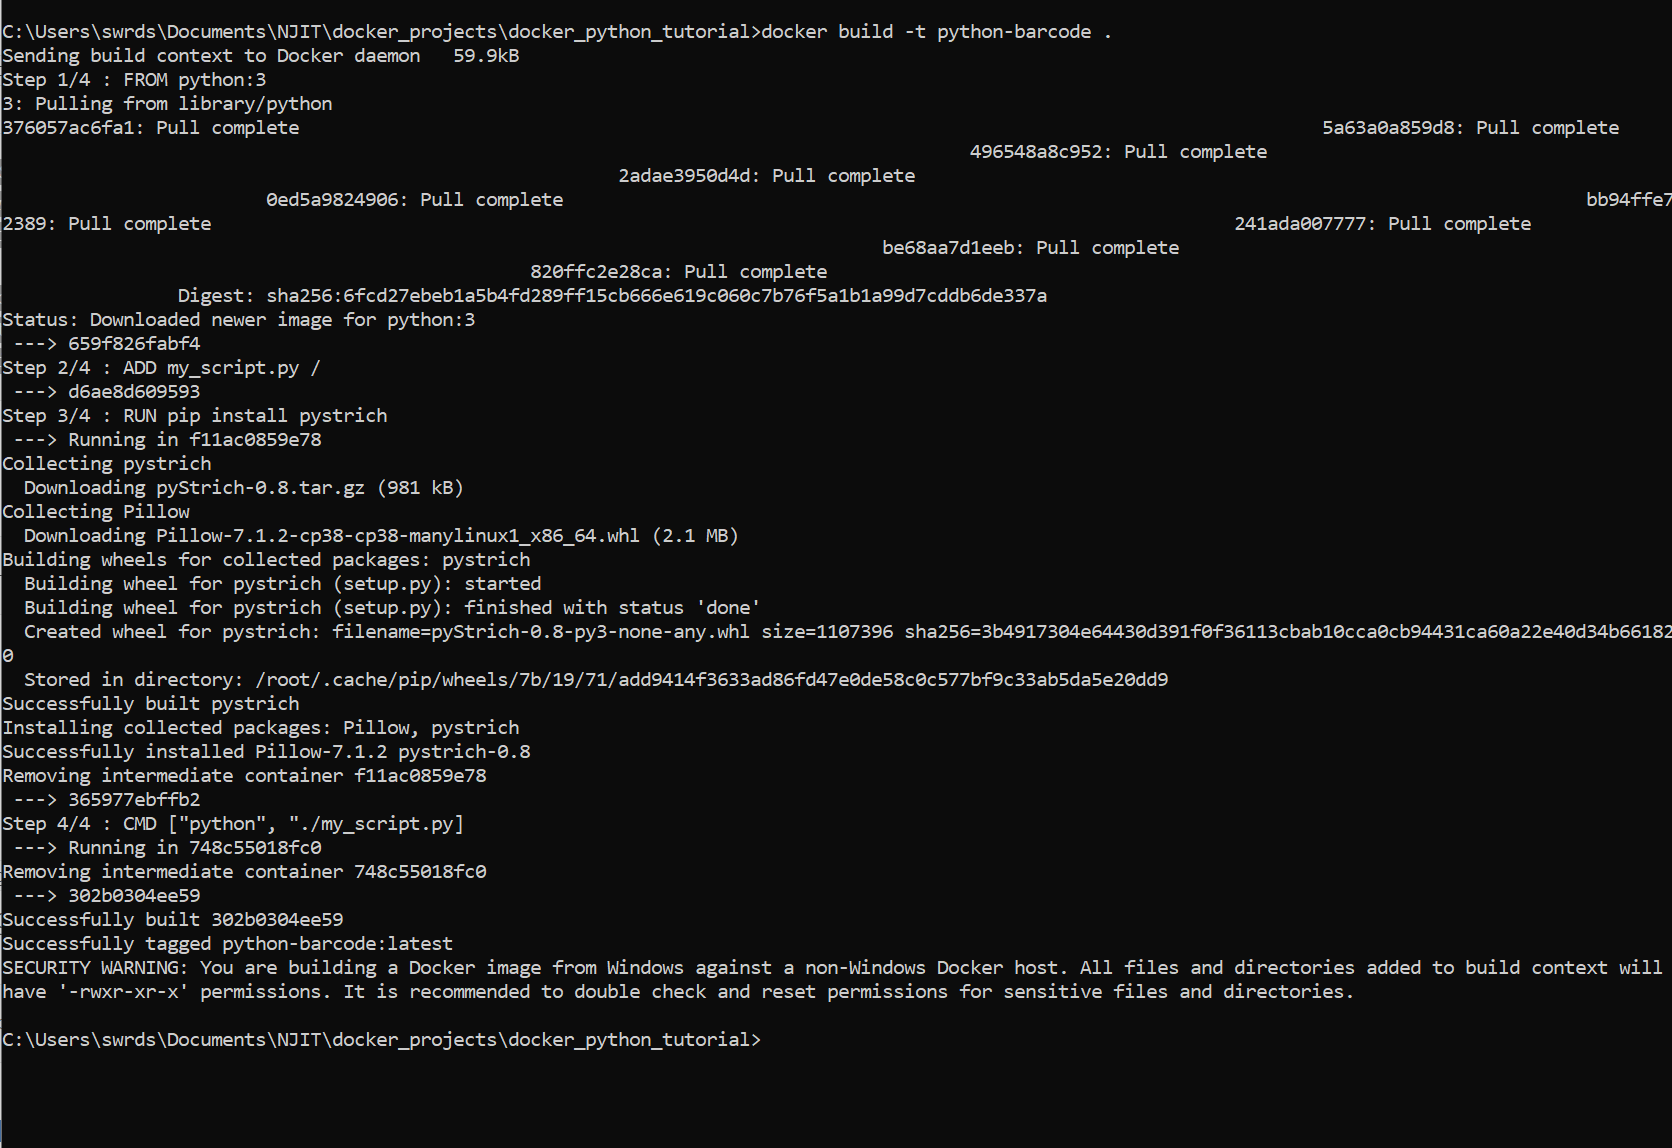 C:\Users\swrds\Documents\NJIT\docker_projects\docker_python_tutorial>docker build -t python-barcode .
Sending build context to Docker daemon   59.9kB
Step 1/4 : FROM python:3
3: Pulling from library/python
376057ac6fa1: Pull complete 5a63a0a859d8: Pull complete
496548a8c952: Pull complete
2adae3950d4d: Pull complete
0ed5a9824906: Pull complete bb94ffe7
2389: Pull complete 241ada007777: Pull complete
be68aa7d1eeb: Pull complete
820ffc2e28ca: Pull complete
Digest: sha256:6fcd27ebeb1a5b4fd289ff15cb666e619c060c7b76f5a1b1a99d7cddb6de337a
Status: Downloaded newer image for python:3
 ---> 659f826fabf4
Step 2/4 : ADD my_script.py /
 ---> d6ae8d609593
Step 3/4 : RUN pip install pystrich
 ---> Running in f11ac0859e78
Collecting pystrich
  Downloading pyStrich-0.8.tar.gz (981 kB)
Collecting Pillow
  Downloading Pillow-7.1.2-cp38-cp38-manylinux1_x86_64.whl (2.1 MB)
Building wheels for collected packages: pystrich
  Building wheel for pystrich (setup.py): started
  Building wheel for pystrich (setup.py): finished with status 'done'
  Created wheel for pystrich: filename=pyStrich-0.8-py3-none-any.whl size=1107396 sha256=3b4917304e64430d391f0f36113cbab10cca0cb94431ca60a22e40d34b66182
0
  Stored in directory: /root/.cache/pip/wheels/7b/19/71/add9414f3633ad86fd47e0de58c0c577bf9c33ab5da5e20dd9
Successfully built pystrich
Installing collected packages: Pillow, pystrich
Successfully installed Pillow-7.1.2 pystrich-0.8
Removing intermediate container f11ac0859e78
 ---> 365977ebffb2
Step 4/4 : CMD ["python", "./my_script.py]
 ---> Running in 748c55018fc0
Removing intermediate container 748c55018fc0
 ---> 302b0304ee59
Successfully built 302b0304ee59
Successfully tagged python-barcode:latest
SECURITY WARNING: You are building a Docker image from Windows against a non-Windows Docker host. All files and directories added to build context will
have '-rwxr-xr-x' permissions. It is recommended to double check and reset permissions for sensitive files and directories.
C:\Users\swrds\Documents\NJIT\docker_projects\docker_python_tutorial>